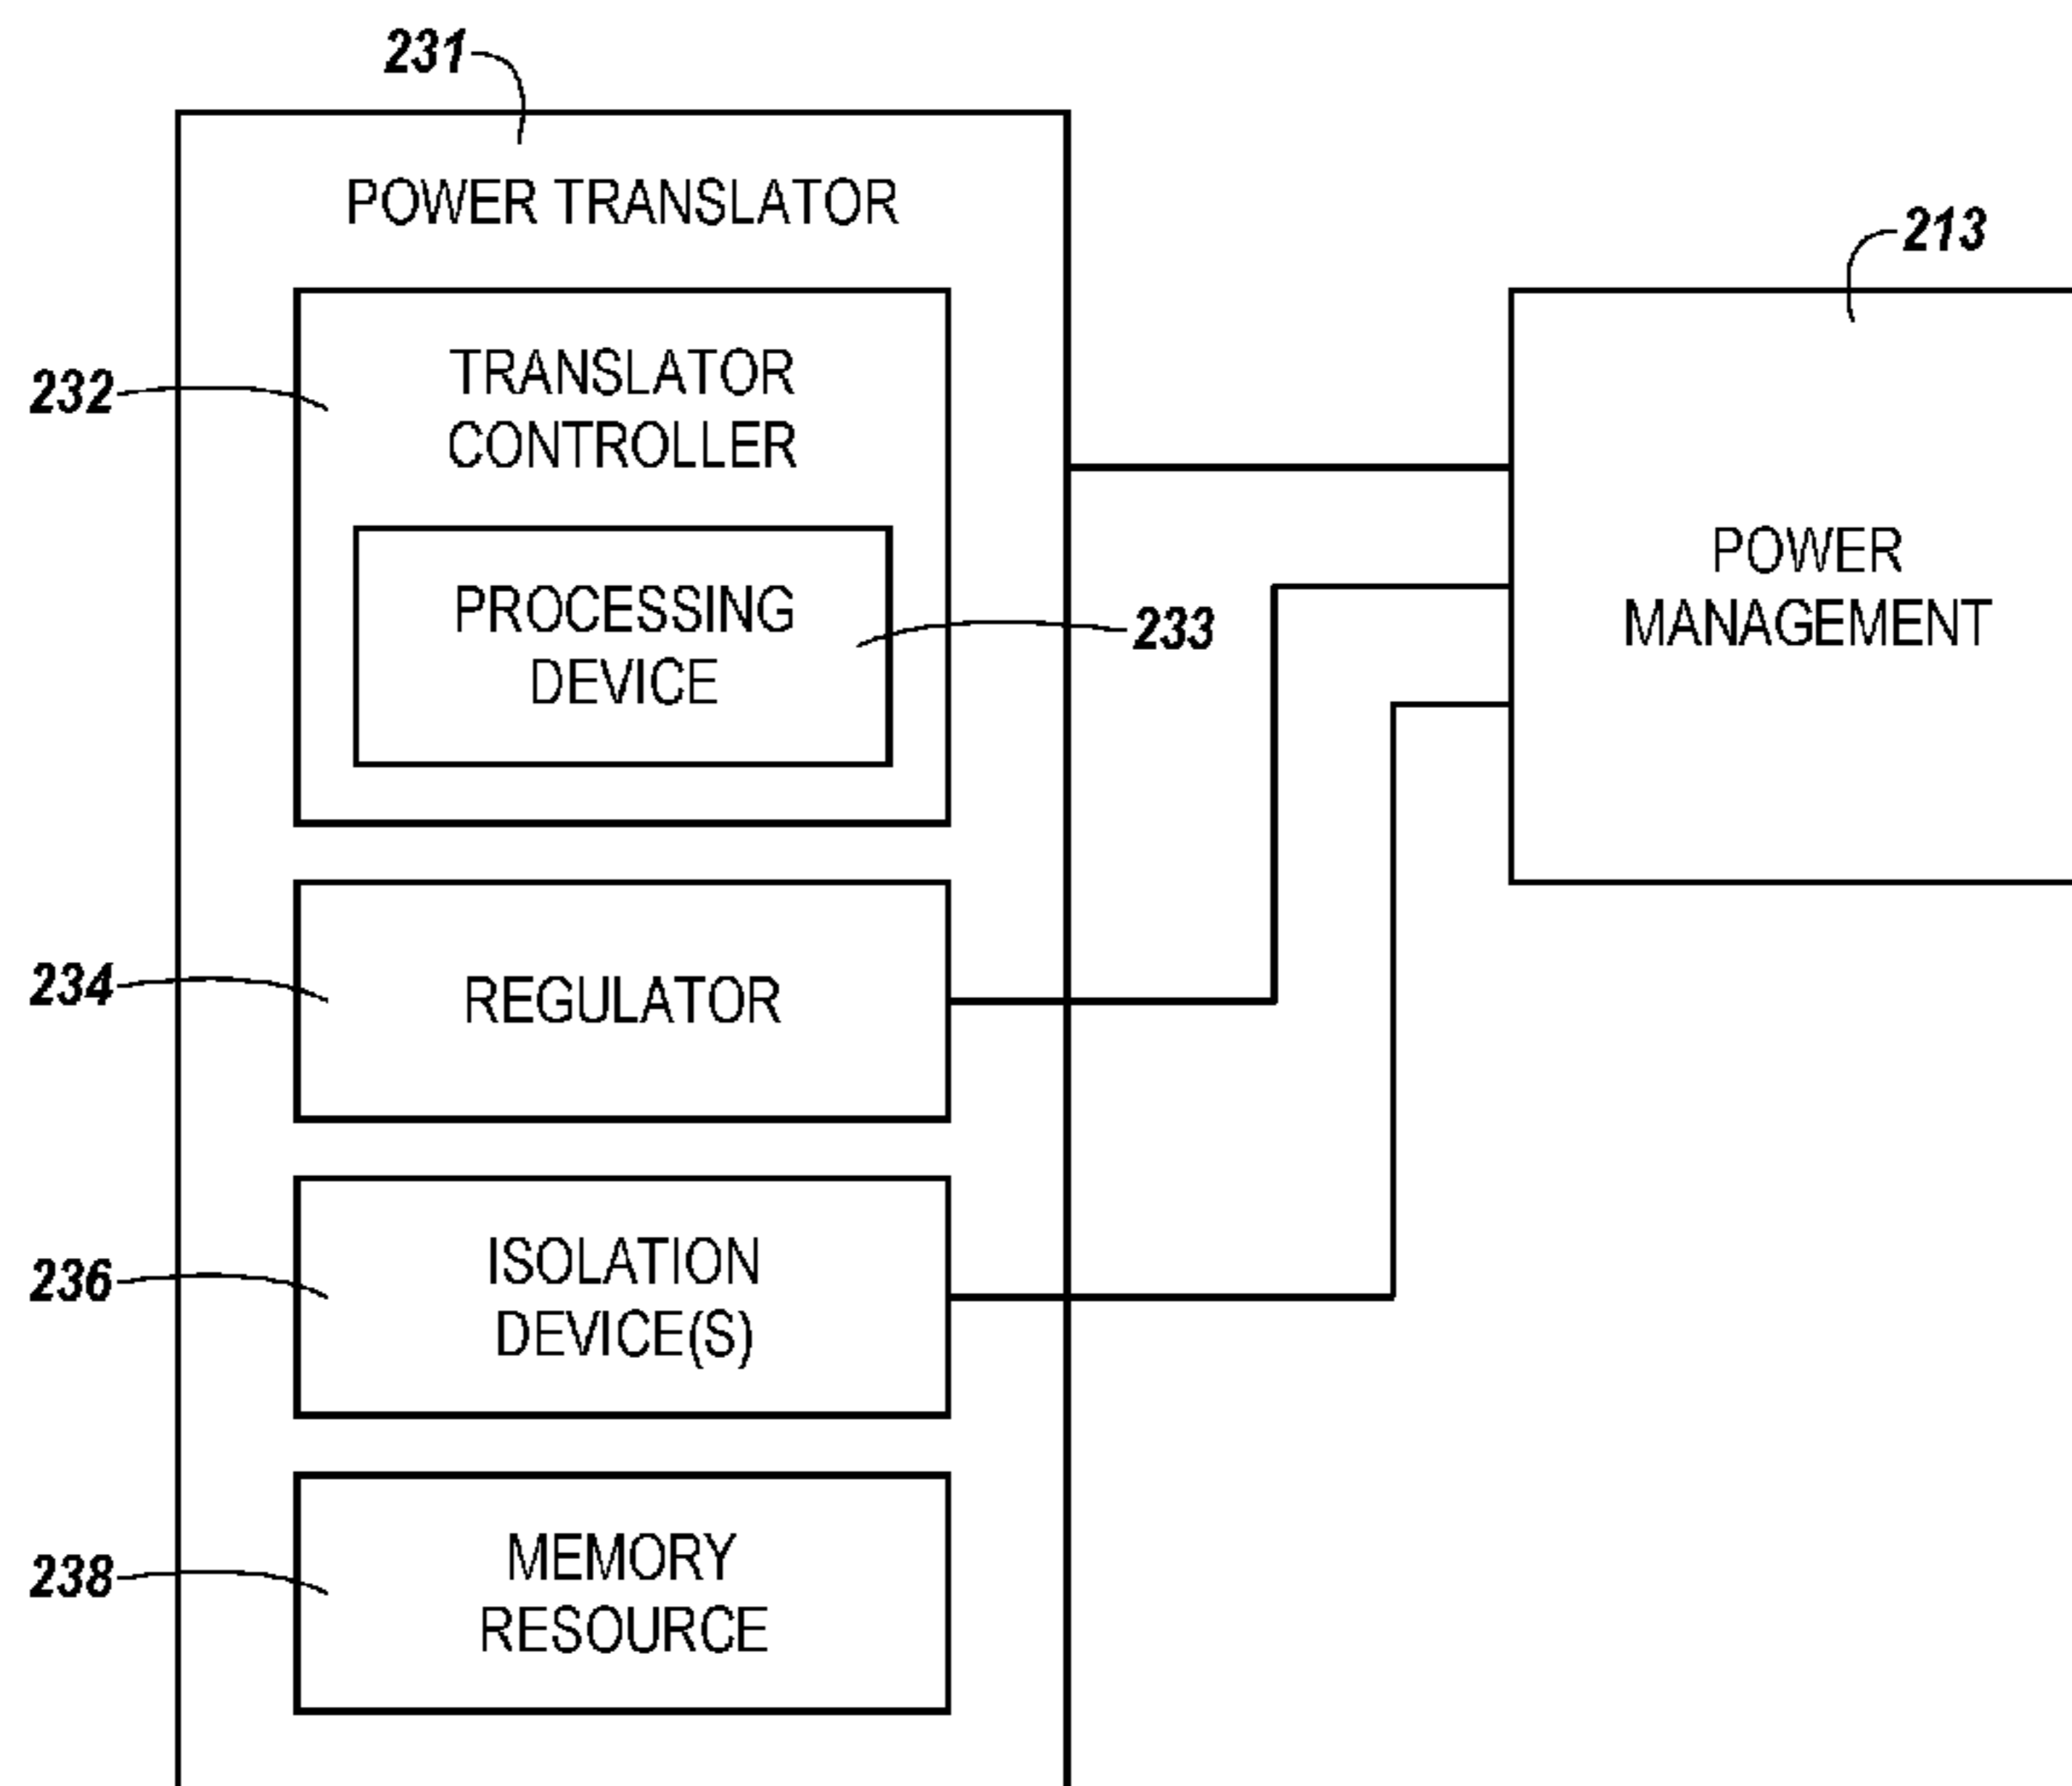 231
POWER TRANSLATOR
213
232
TRANSLATOR
CONTROLLER
POWER
MANAGEMENT
PROCESSING
DEVICE
233
234
REGULATOR
236
ISOLATION
DEVICE(S)
238
MEMORY
RESOURCE